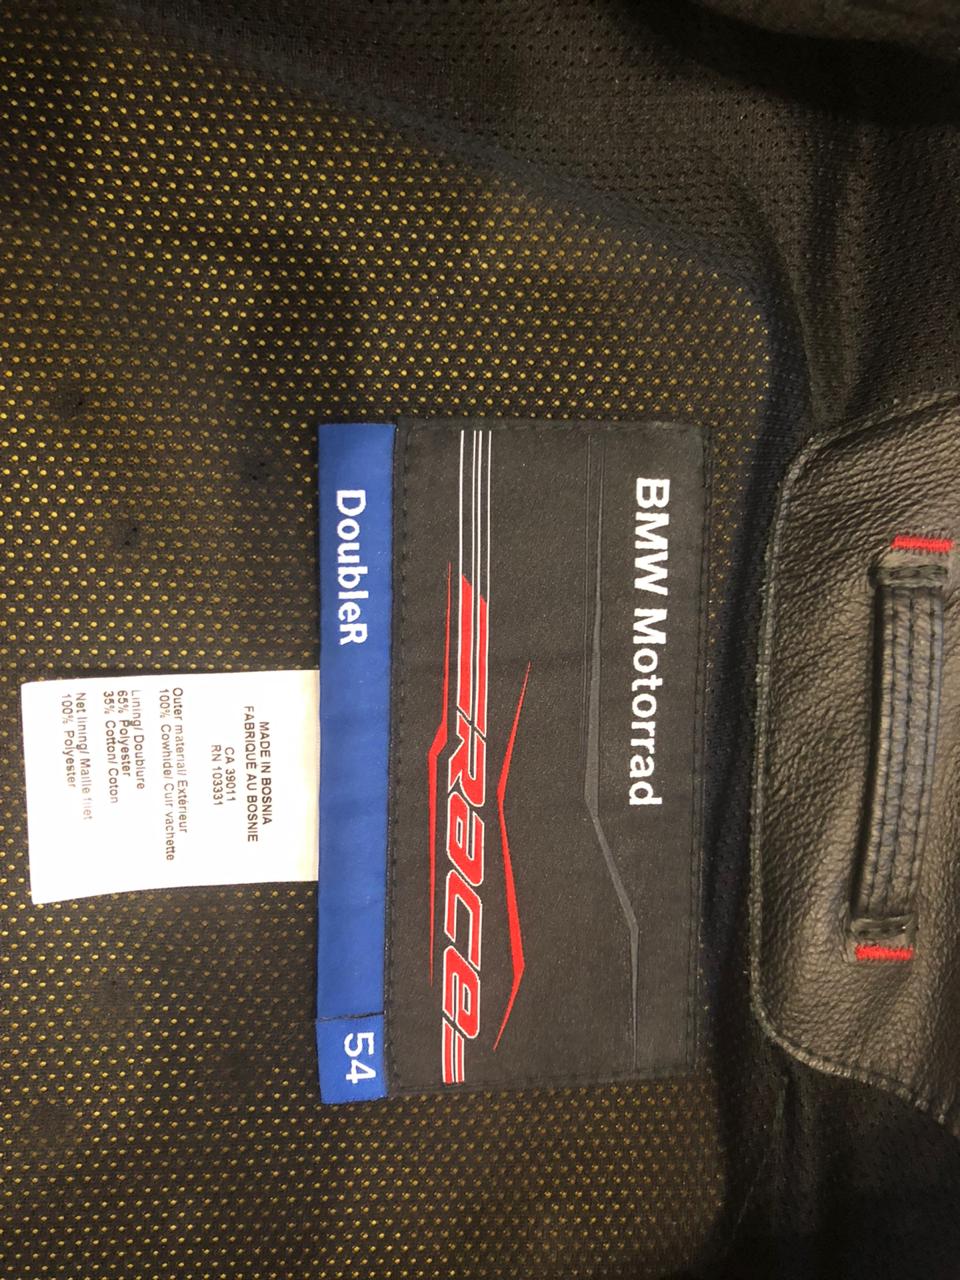 BMW Motorrad
RACE
DoubleR
54
MADE IN BOSNIA
FABRIQUÉ AU BOSNIE
CA 39011
RN 103331
Outer material/ Extérieur
100% Cowhide/ Cuir vachette
Lining/ Doublure
65% Polyester
35% Cotton/ Coton
Net lining/ Maille filet
100% Polyester